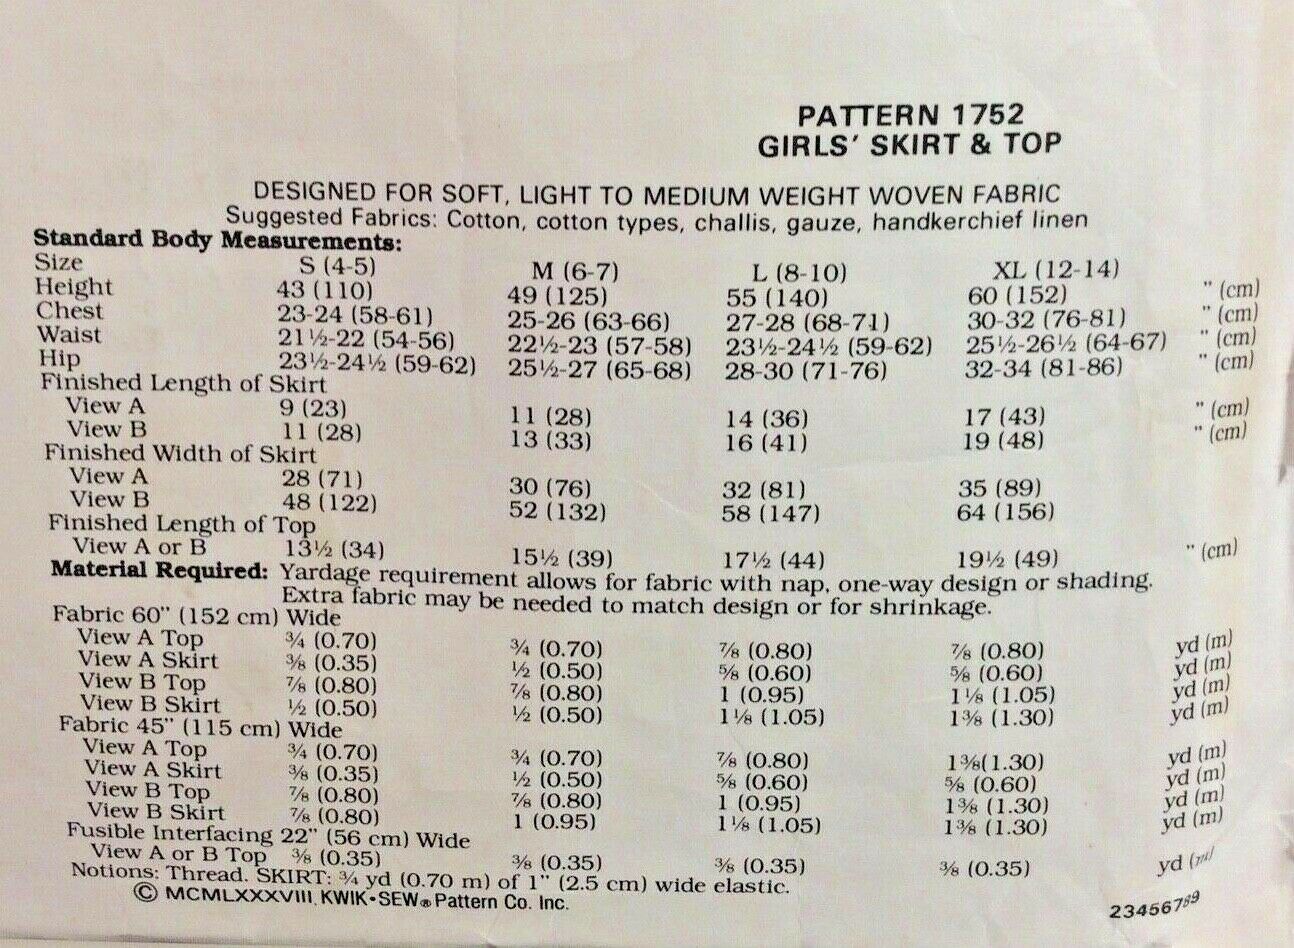 PATTERN 1752
GIRLS' SKIRT & TOP
DESIGNED FOR SOFT, LIGHT TO MEDIUM WEIGHT WOVEN FABRIC
Suggested Fabrics: Cotton, cotton types, challis, gauze, handkerchief linen
Standard Body Measurements:
Size S (4-5) M (6-7) L (8-10) XL (12-14)
Height 43 (110) 49 (125) 55 (140) 60 (152) " (cm)
Chest 23-24 (58-61) 25-26 (63-66) 27-28 (68-71) 30-32 (76-81) " (cm)
Waist 21½-22 (54-56) 22½-23 (57-58) 23½-24½ (59-62) 25½-26½ (64-67) " (cm)
Hip 23½-24½ (59-62) 25½-27 (65-68) 28-30 (71-76) 32-34 (81-86) " (cm)
Finished Length of Skirt
View A 9 (23) 11 (28) 14 (36) 17 (43) " (cm)
View B 11 (28) 13 (33) 16 (41) 19 (48) " (cm)
Finished Width of Skirt
View A 28 (71) 30 (76) 32 (81) 35 (89)
View B 48 (122) 52 (132) 58 (147) 64 (156)
Finished Length of Top
View A or B 13½ (34) 15½ (39) 17½ (44) 19½ (49) " (cm)
Material Required: Yardage requirement allows for fabric with nap, one-way design or shading.
Extra fabric may be needed to match design or for shrinkage.
Fabric 60" (152 cm) Wide
View A Top ¾ (0.70) ¾ (0.70) ⅞ (0.80) ⅞ (0.80) yd (m)
View A Skirt ⅜ (0.35) ½ (0.50) ⅝ (0.60) ⅝ (0.60) yd (m)
View B Top ⅞ (0.80) ⅞ (0.80) 1 (0.95) 1⅛ (1.05) yd (m)
View B Skirt ½ (0.50) ½ (0.50) 1⅛ (1.05) 1⅜ (1.30) yd (m)
Fabric 45" (115 cm) Wide
View A Top ¾ (0.70) ¾ (0.70) ⅞ (0.80) 1⅜(1.30) yd (m)
View A Skirt ⅜ (0.35) ½ (0.50) ⅝ (0.60) ⅝ (0.60) yd (m)
View B Top ⅞ (0.80) ⅞ (0.80) 1 (0.95) 1⅜ (1.30) yd (m)
View B Skirt ⅞ (0.80) 1 (0.95) 1⅛ (1.05) 1⅜ (1.30) yd (m)
Fusible Interfacing 22" (56 cm) Wide
View A or B Top ⅜ (0.35) ⅜ (0.35) ⅜ (0.35) ⅜ (0.35) yd (m)
Notions: Thread. SKIRT: ¾ yd (0.70 m) of 1" (2.5 cm) wide elastic.
© MCMLXXXVIII KWIK•SEW® Pattern Co. Inc.
23456789